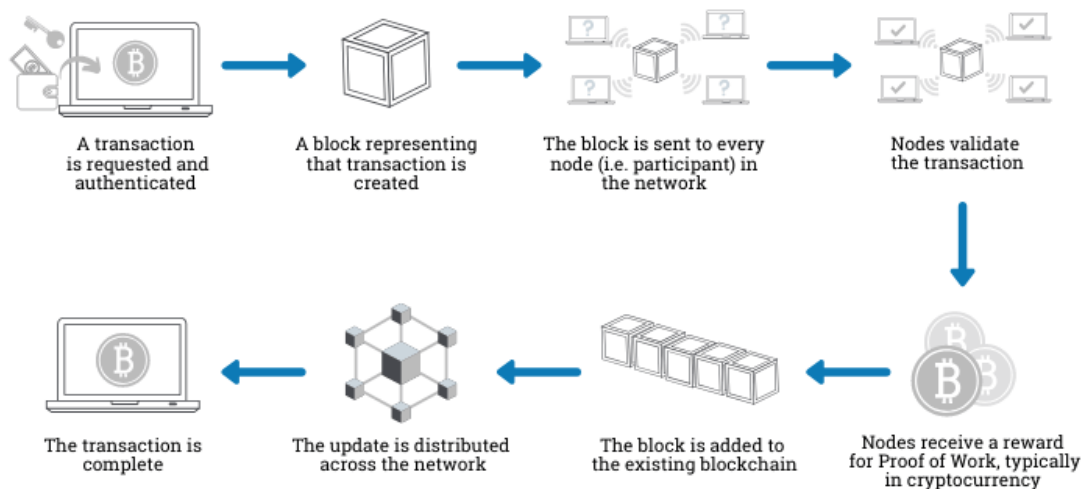 A transaction
is requested and
authenticated
A block representing
that transaction is
created
The block is sent to every
node (i.e. participant) in
the network
Nodes validate
the transaction
Nodes receive a reward
for Proof of Work, typically
in cryptocurrency
The block is added to
the existing blockchain
The update is distributed
across the network
The transaction is
complete